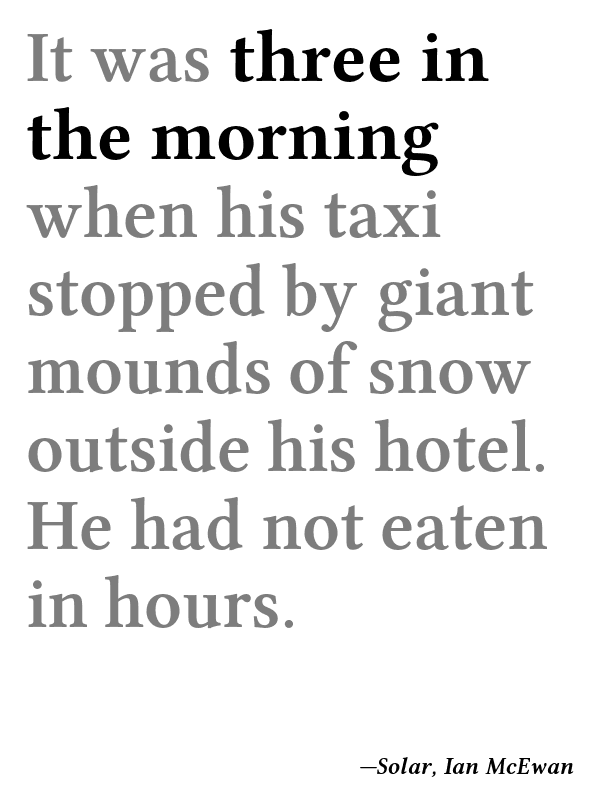 It was three in
the morning
when his taxi
stopped by giant
mounds of snow
outside his hotel.
He had not eaten
in hours.
—Solar, Ian McEwan